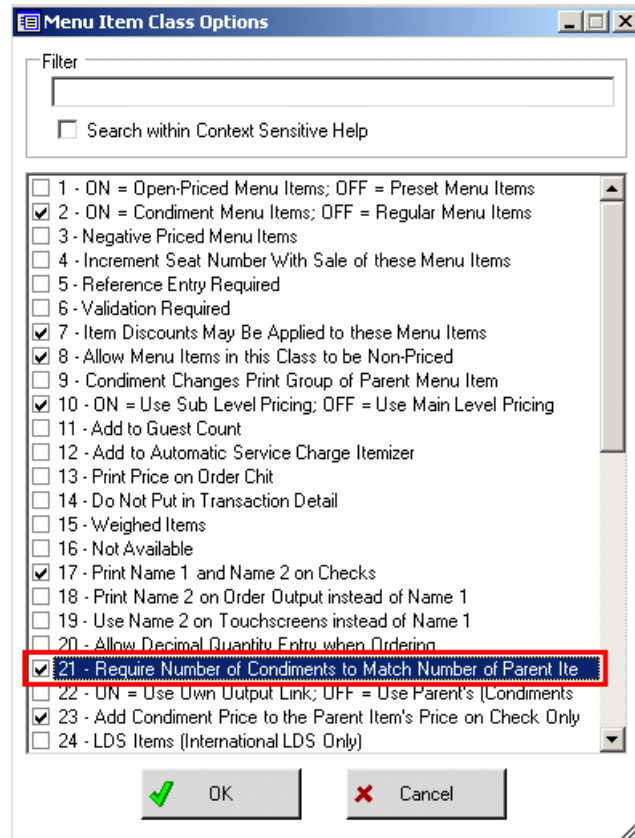 Menu Item Class Options
Filter
Search within Context Sensitive Help
1 - ON = Open-Priced Menu Items; OFF = Preset Menu Items
2 - ON = Condiment Menu Items; OFF = Regular Menu Items
3 - Negative Priced Menu Items
4 - Increment Seat Number With Sale of these Menu Items
5 - Reference Entry Required
6 - Validation Required
7 - Item Discounts May Be Applied to these Menu Items
8 - Allow Menu Items in this Class to be Non-Priced
9 - Condiment Changes Print Group of Parent Menu Item
10 - ON = Use Sub Level Pricing; OFF = Use Main Level Pricing
11 - Add to Guest Count
12 - Add to Automatic Service Charge Itemizer
13 - Print Price on Order Chit
14 - Do Not Put in Transaction Detail
15 - Weighed Items
16 - Not Available
17 - Print Name 1 and Name 2 on Checks
18 - Print Name 2 on Order Output instead of Name 1
19 - Use Name 2 on Touchscreens instead of Name 1
20 - Allow Decimal Quantity Entry when Ordering
21 - Require Number of Condiments to Match Number of Parent Ite
22 - ON = Use Own Output Link; OFF = Use Parent's (Condiments
23 - Add Condiment Price to the Parent Item's Price on Check Only
24 - LDS Items (International LDS Only)
OK Cancel